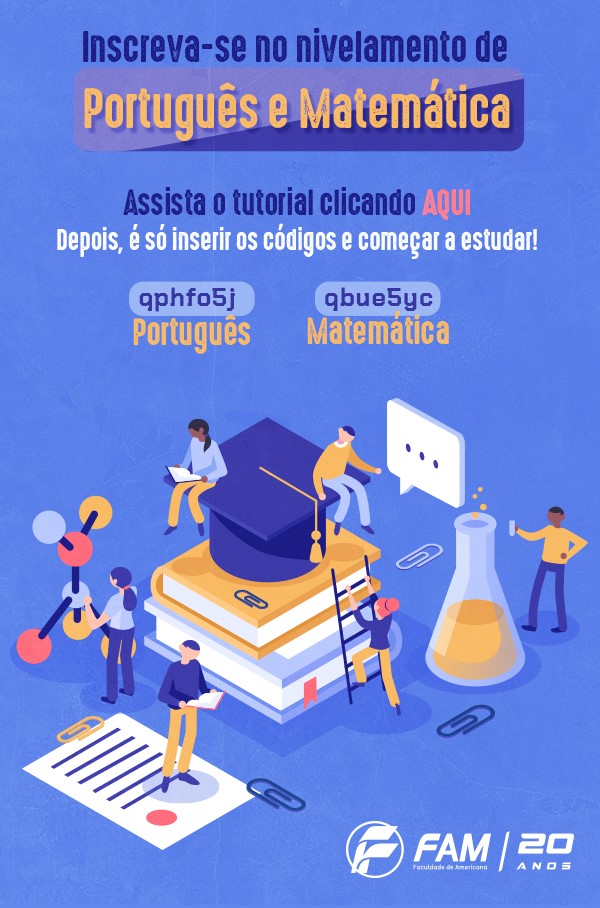 Inscreva-se no nivelamento de
Português e Matemática
Assista o tutorial clicando AQUI
Depois, é só inserir os códigos e começar a estudar!
qphfo5j qbue5yc
Português Matemática
FAM 20
Faculdade de Americana ANOS